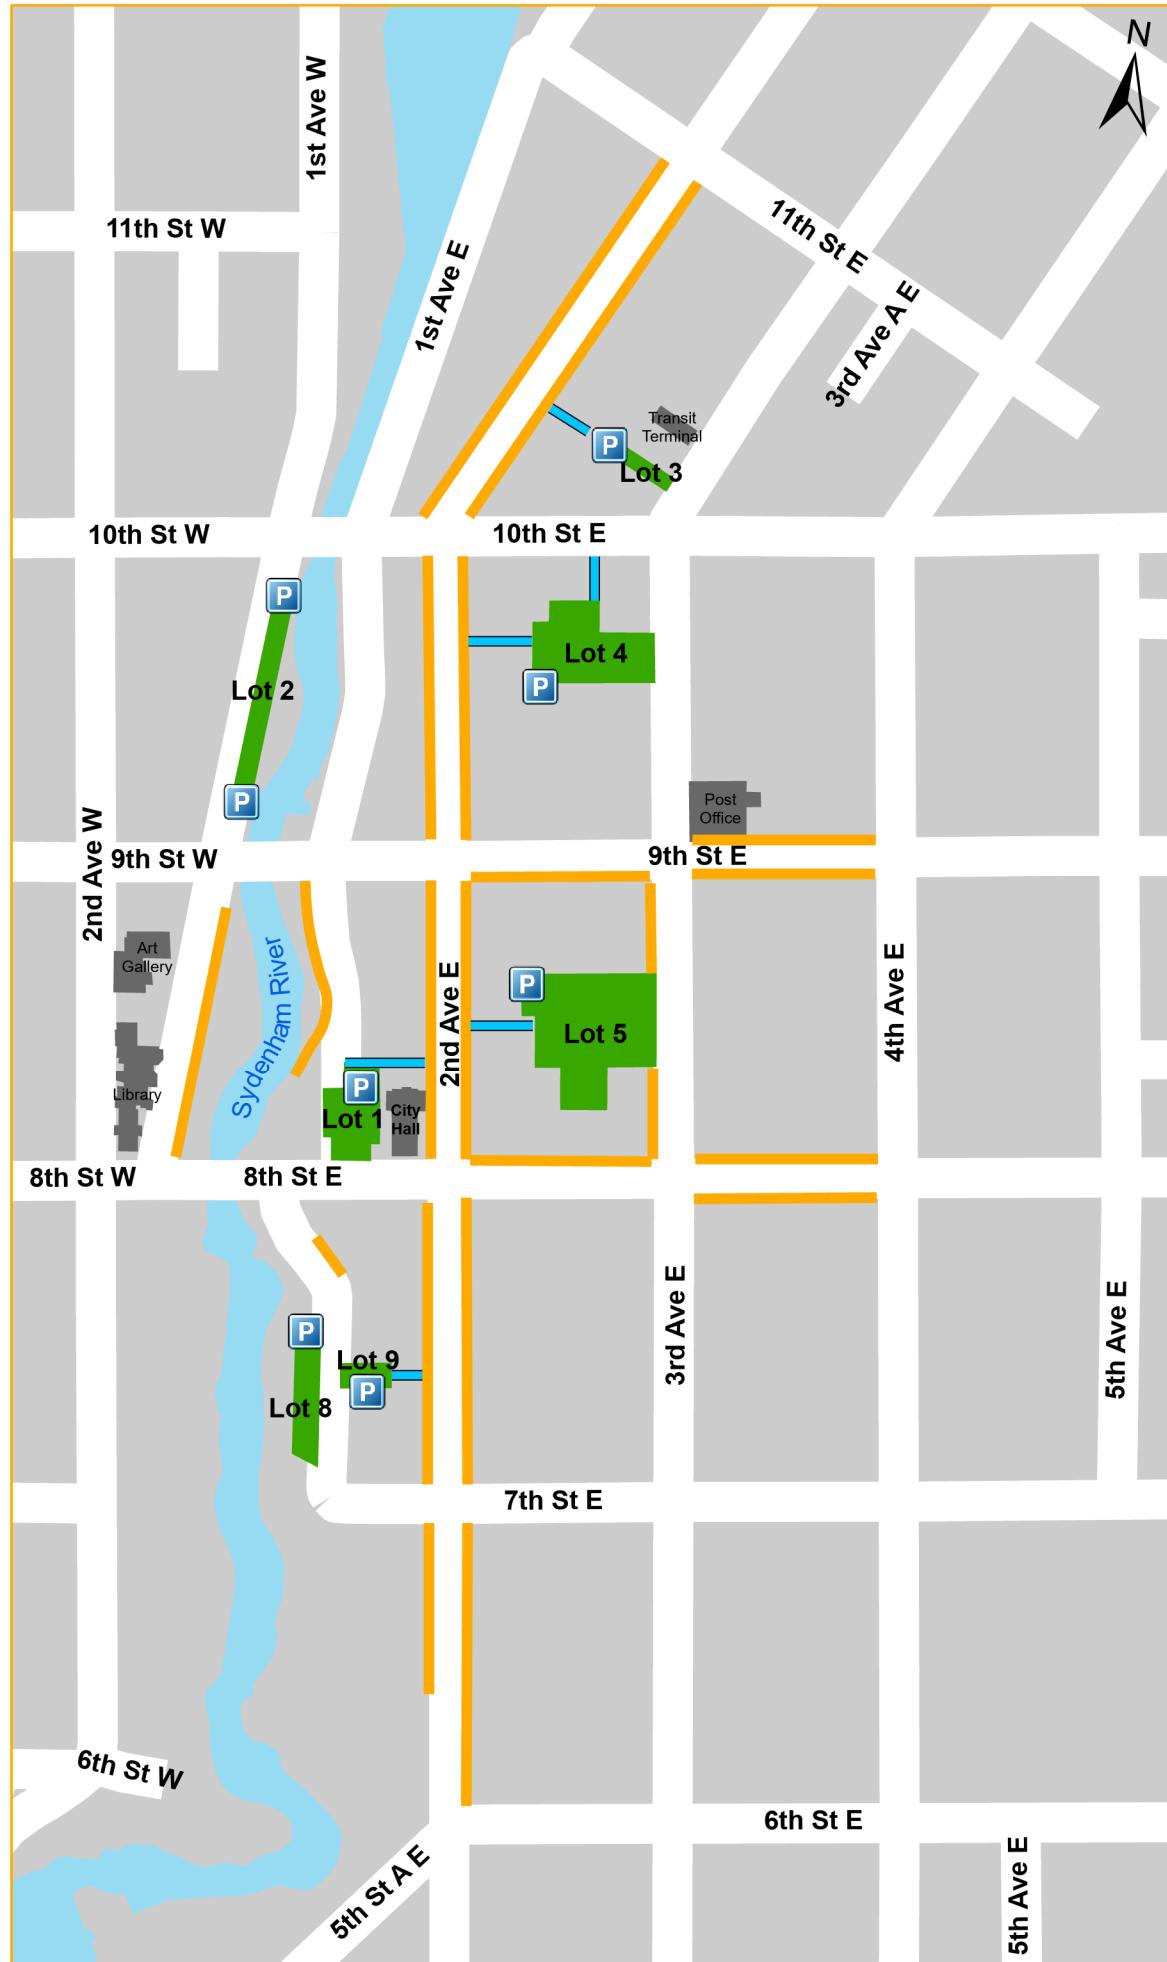 N
1st Ave W
11th St W
11th St E
1st Ave E
3rd Ave A E
Transit
Terminal
P
Lot 3
10th St W
10th St E
P
Lot 4
Lot 2
P
P
Post
Office
2nd Ave W
9th St W
9th St E
Art
Gallery
Sydenham River
2nd Ave E
4th Ave E
P
Lot 5
Library
P
Lot 1
City
Hall
8th St W
8th St E
3rd Ave E
5th Ave E
P
Lot 9
P
Lot 8
7th St E
6th St W
6th St E
5th St A E
5th Ave E